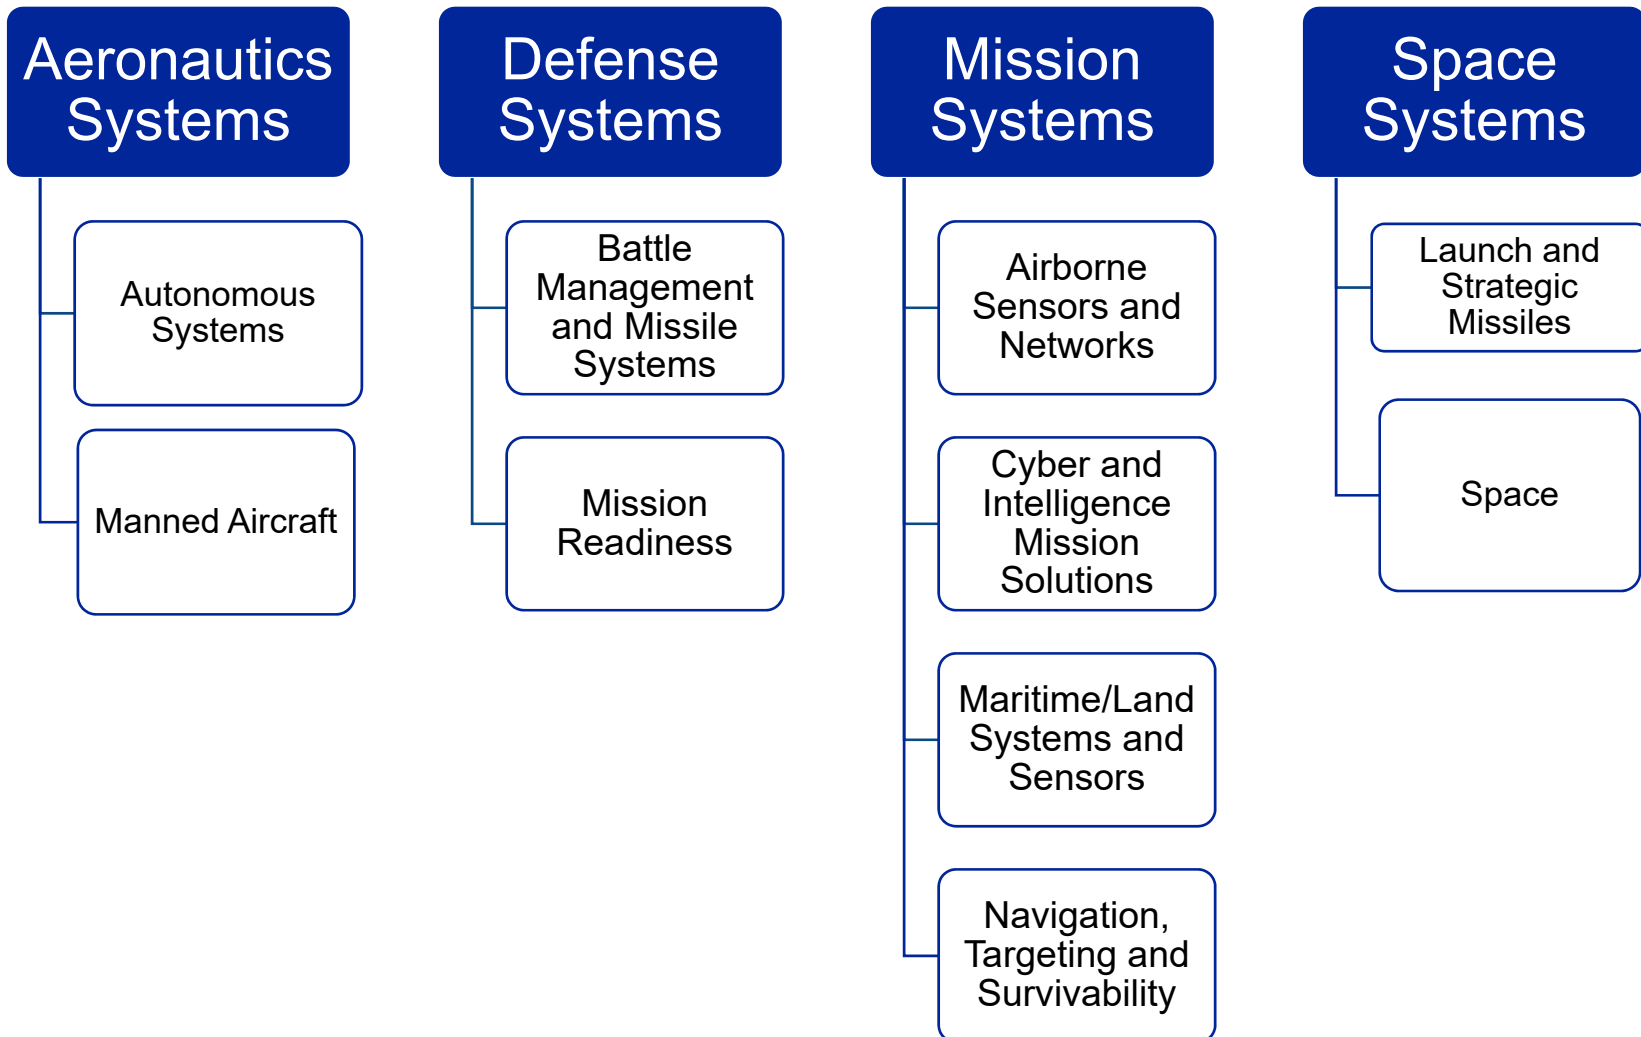 Aeronautics
Systems
Autonomous
Systems
Manned Aircraft
Defense
Systems
Battle
Management
and Missile
Systems
Mission
Readiness
Mission
Systems
Airborne
Sensors and
Networks
Cyber and
Intelligence
Mission
Solutions
Maritime/Land
Systems and
Sensors
Navigation,
Targeting and
Survivability
Space
Systems
Launch and
Strategic
Missiles
Space